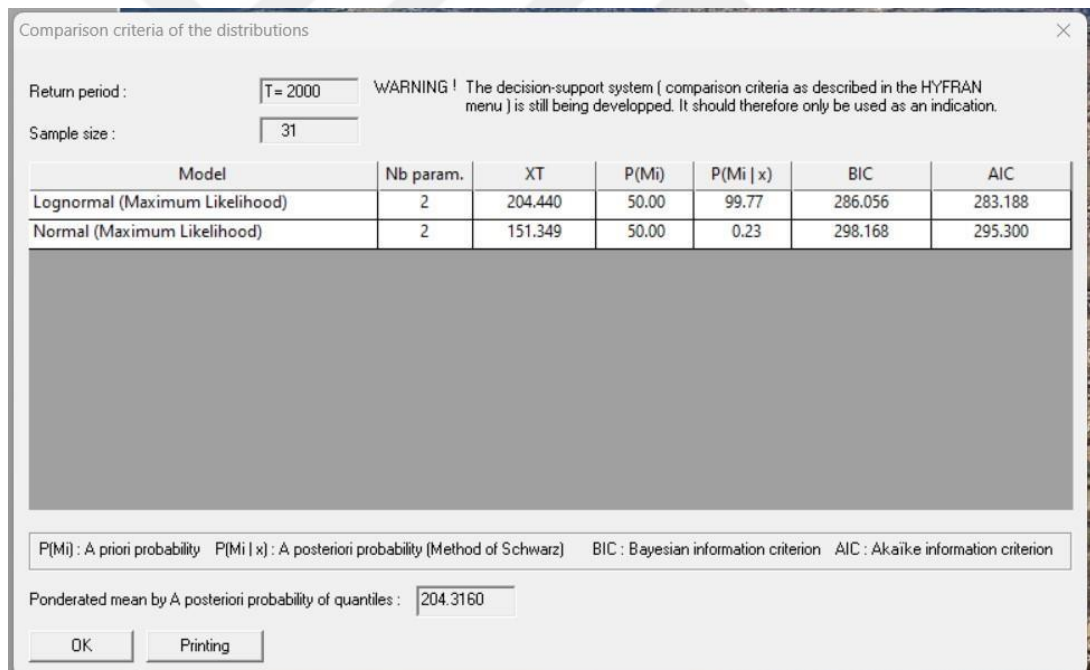 Comparison criteria of the distributions
Return period : T= 2000 WARNING ! The decision-support system ( comparison criteria as described in the HYFRAN
menu ) is still being developped. It should therefore only be used as an indication.
Sample size : 31
Model Nb param. XT P(Mi) P(Mi | x) BIC AIC
Lognormal (Maximum Likelihood) 2 204.440 50.00 99.77 286.056 283.188
Normal (Maximum Likelihood) 2 151.349 50.00 0.23 298.168 295.300
P(Mi) : A priori probability P(Mi | x) : A posteriori probability (Method of Schwarz) BIC : Bayesian information criterion AIC : Akaïke information criterion
Ponderated mean by A posteriori probability of quantiles : 204.3160
OK Printing